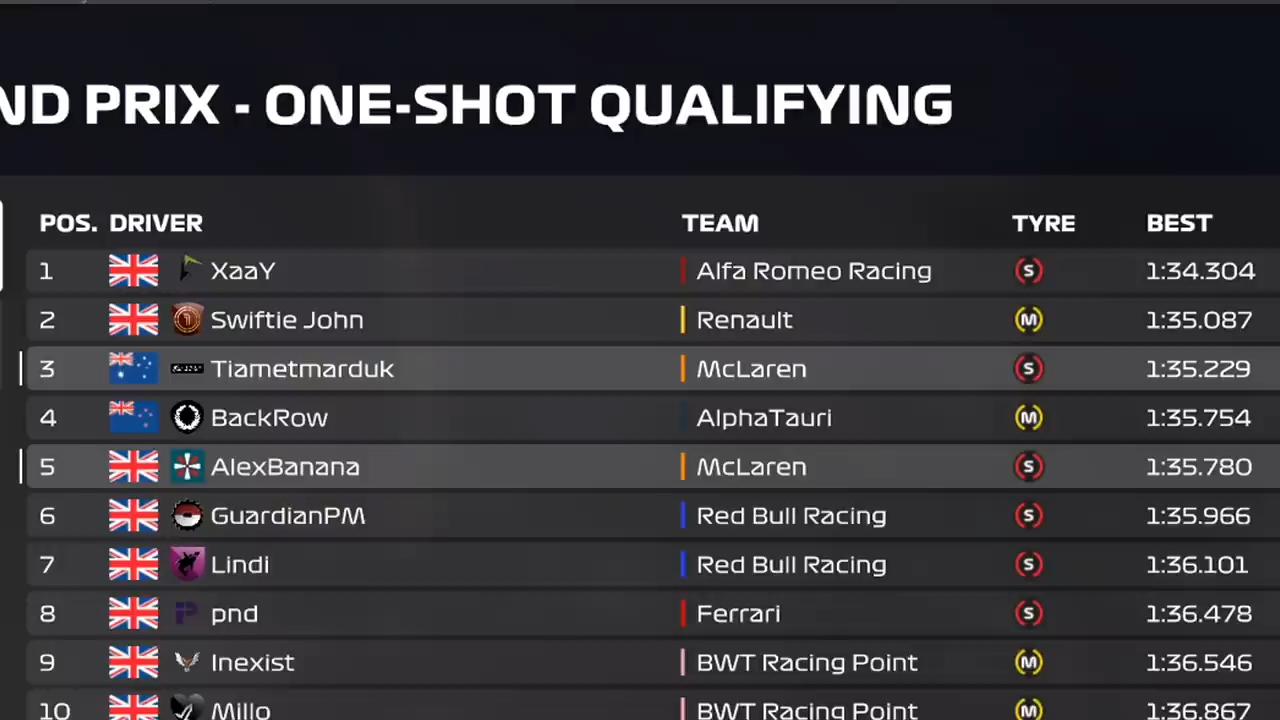 ND PRIX - ONE-SHOT QUALIFYING
POS. DRIVER TEAM TYRE BEST
1 XaaY Alfa Romeo Racing S 1:34.304
2 Swiftie John Renault M 1:35.087
3 Tiametmarduk McLaren S 1:35.229
4 BackRow AlphaTauri M 1:35.754
5 AlexBanana McLaren S 1:35.780
6 GuardianPM Red Bull Racing S 1:35.966
7 Lindi Red Bull Racing S 1:36.101
8 pnd Ferrari S 1:36.478
9 Inexist BWT Racing Point M 1:36.546
10 Millo BWT Racing Point M 1:36.867